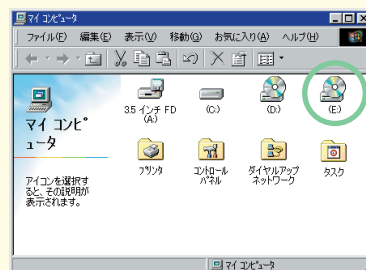 マイ コンピュータ
ファイル(F) 編集(E) 表示(V) 移動(G) お気に入り(A) ヘルプ(H)
マイ コンピ
ュータ
アイコンを選択す
ると、その説明が
表示されます。
3.5 インチ FD
(A:)
(C:)
(D:)
(E:)
プリンタ
コントロール
パネル
ダイヤルアップ
ネットワーク
タスク
マイ コンピュータ